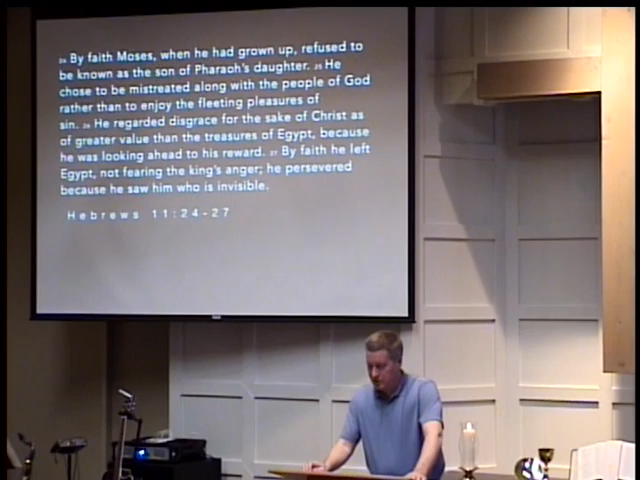 24 By faith Moses, when he had grown up, refused to
be known as the son of Pharaoh's daughter. 25 He
chose to be mistreated along with the people of God
rather than to enjoy the fleeting pleasures of
sin. 26 He regarded disgrace for the sake of Christ as
of greater value than the treasures of Egypt, because
he was looking ahead to his reward. 27 By faith he left
Egypt, not fearing the king's anger; he persevered
because he saw him who is invisible.
Hebrews 11:24-27